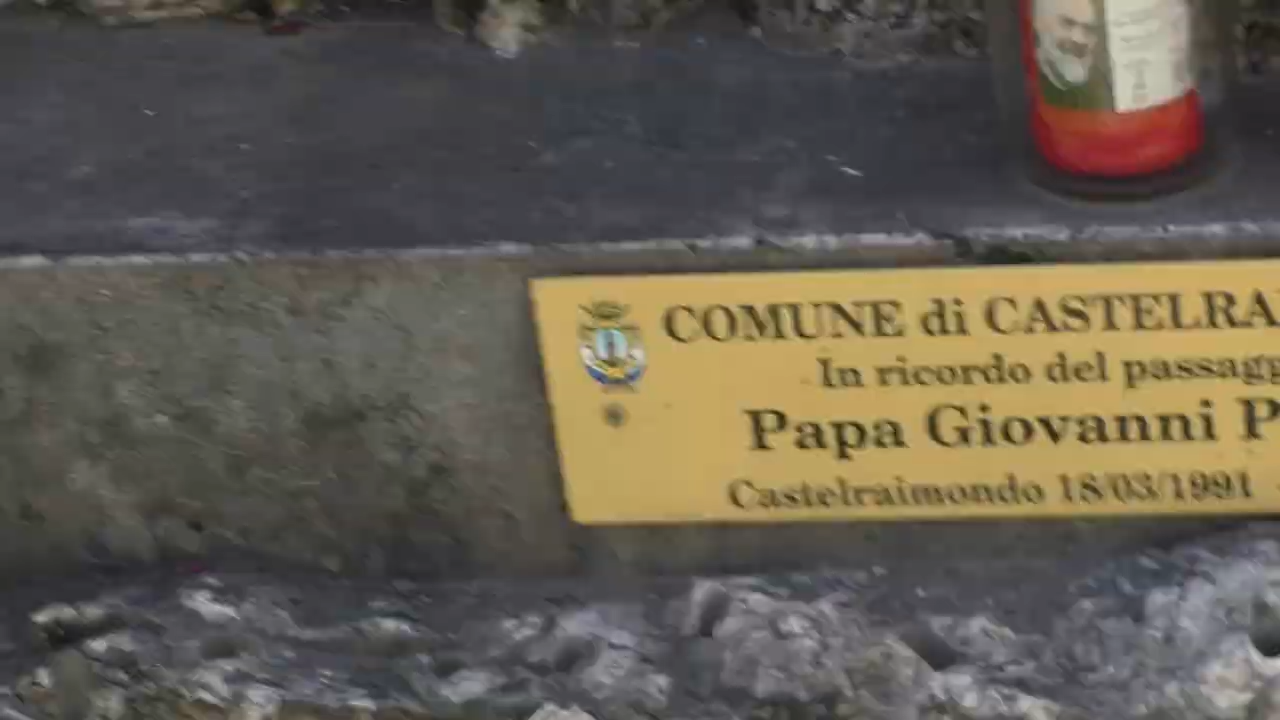 COMUNE di CASTELRA
In ricordo del passagg
Papa Giovanni P
Castelraimondo 18/03/1991